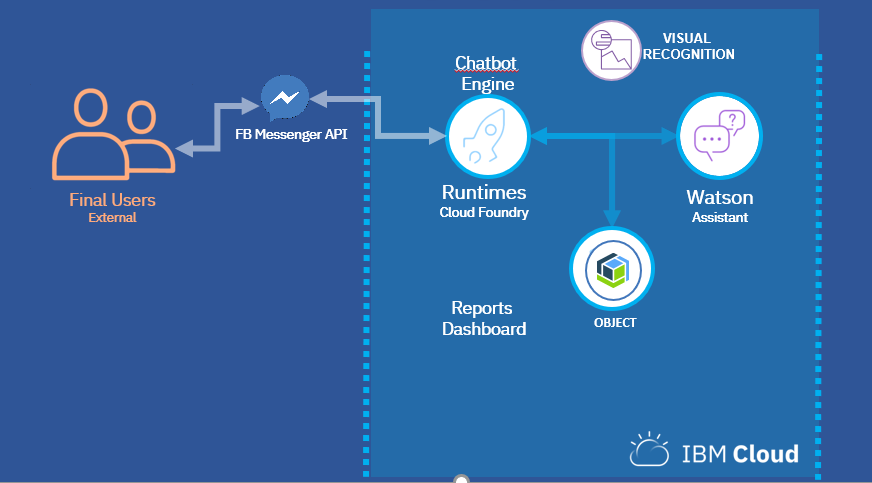 VISUAL
RECOGNITION
Chatbot
Engine
FB Messenger API
Runtimes
Cloud Foundry
Watson
Assistant
Final Users
External
Reports
Dashboard
OBJECT
IBM Cloud